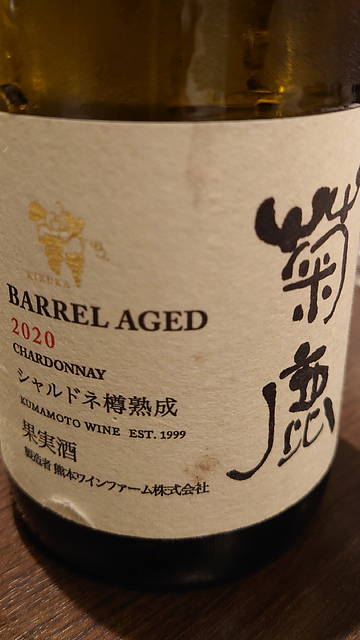 菊鹿
KIKUKA
BARREL AGED
2020
CHARDONNAY
シャルドネ樽熟成
KUMAMOTO WINE EST. 1999
果実酒
製造者 熊本ワインファーム株式会社